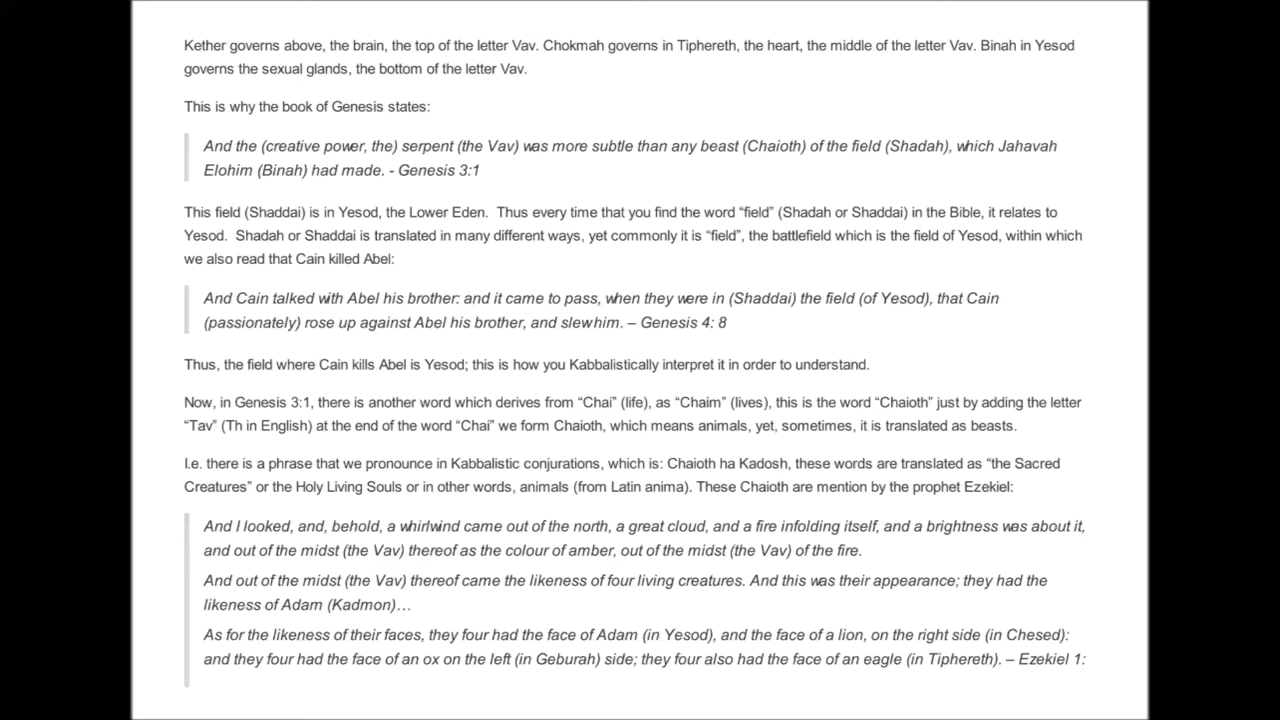 Kether governs above, the brain, the top of the letter Vav. Chokmah governs in Tiphereth, the heart, the middle of the letter Vav. Binah in Yesod
governs the sexual glands, the bottom of the letter Vav.
This is why the book of Genesis states:
And the (creative power, the) serpent (the Vav) was more subtle than any beast (Chaioth) of the field (Shadah), which Jahavah
Elohim (Binah) had made. - Genesis 3:1
This field (Shaddai) is in Yesod, the Lower Eden.  Thus every time that you find the word “field” (Shadah or Shaddai) in the Bible, it relates to
Yesod.  Shadah or Shaddai is translated in many different ways, yet commonly it is “field”, the battlefield which is the field of Yesod, within which
we also read that Cain killed Abel:
And Cain talked with Abel his brother: and it came to pass, when they were in (Shaddai) the field (of Yesod), that Cain
(passionately) rose up against Abel his brother, and slew him. – Genesis 4: 8
Thus, the field where Cain kills Abel is Yesod; this is how you Kabbalistically interpret it in order to understand.
Now, in Genesis 3:1, there is another word which derives from “Chai” (life), as “Chaim” (lives), this is the word “Chaioth” just by adding the letter
“Tav” (Th in English) at the end of the word “Chai” we form Chaioth, which means animals, yet, sometimes, it is translated as beasts.
I.e. there is a phrase that we pronounce in Kabbalistic conjurations, which is: Chaioth ha Kadosh, these words are translated as “the Sacred
Creatures” or the Holy Living Souls or in other words, animals (from Latin anima). These Chaioth are mention by the prophet Ezekiel:
And I looked, and, behold, a whirlwind came out of the north, a great cloud, and a fire infolding itself, and a brightness was about it,
and out of the midst (the Vav) thereof as the colour of amber, out of the midst (the Vav) of the fire.
And out of the midst (the Vav) thereof came the likeness of four living creatures. And this was their appearance; they had the
likeness of Adam (Kadmon)…
As for the likeness of their faces, they four had the face of Adam (in Yesod), and the face of a lion, on the right side (in Chesed):
and they four had the face of an ox on the left (in Geburah) side; they four also had the face of an eagle (in Tiphereth). – Ezekiel 1: